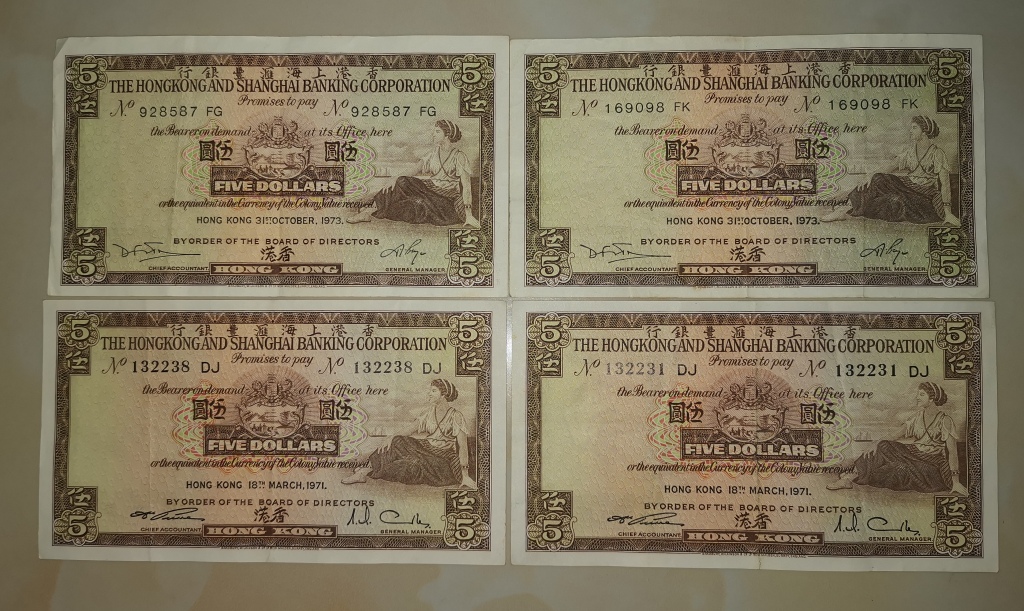 5 行銀豐滙海上港香 5
THE HONGKONG AND SHANGHAI BANKING CORPORATION
伍 Promises to pay 伍
Nº 928587 FG Nº 928587 FG
the Bearer on demand at its Office here
圓伍 圓伍
FIVE DOLLARS
or the equivalent in the Currency of the Colony Value received.
HONG KONG 31ST OCTOBER, 1973.
BY ORDER OF THE BOARD OF DIRECTORS
伍 港香 伍
5 CHIEF ACCOUNTANT. HONG KONG GENERAL MANAGER. 5
5 行銀豐滙海上港香 5
THE HONGKONG AND SHANGHAI BANKING CORPORATION
伍 Promises to pay 伍
Nº 169098 FK Nº 169098 FK
the Bearer on demand at its Office here
圓伍 圓伍
FIVE DOLLARS
or the equivalent in the Currency of the Colony Value received.
HONG KONG 31ST OCTOBER, 1973.
BY ORDER OF THE BOARD OF DIRECTORS
伍 港香 伍
5 CHIEF ACCOUNTANT. HONG KONG GENERAL MANAGER. 5
5 行銀豐滙海上港香 5
THE HONGKONG AND SHANGHAI BANKING CORPORATION
伍 Promises to pay 伍
Nº 132238 DJ Nº 132238 DJ
the Bearer on demand at its Office here
圓伍 圓伍
FIVE DOLLARS
or the equivalent in the Currency of the Colony Value received.
HONG KONG 18TH MARCH, 1971.
BY ORDER OF THE BOARD OF DIRECTORS
伍 港香 伍
5 CHIEF ACCOUNTANT. HONG KONG GENERAL MANAGER. 5
5 行銀豐滙海上港香 5
THE HONGKONG AND SHANGHAI BANKING CORPORATION
伍 Promises to pay 伍
Nº 132231 DJ Nº 132231 DJ
the Bearer on demand at its Office here
圓伍 圓伍
FIVE DOLLARS
or the equivalent in the Currency of the Colony Value received.
HONG KONG 18TH MARCH, 1971.
BY ORDER OF THE BOARD OF DIRECTORS
伍 港香 伍
5 CHIEF ACCOUNTANT. HONG KONG GENERAL MANAGER. 5